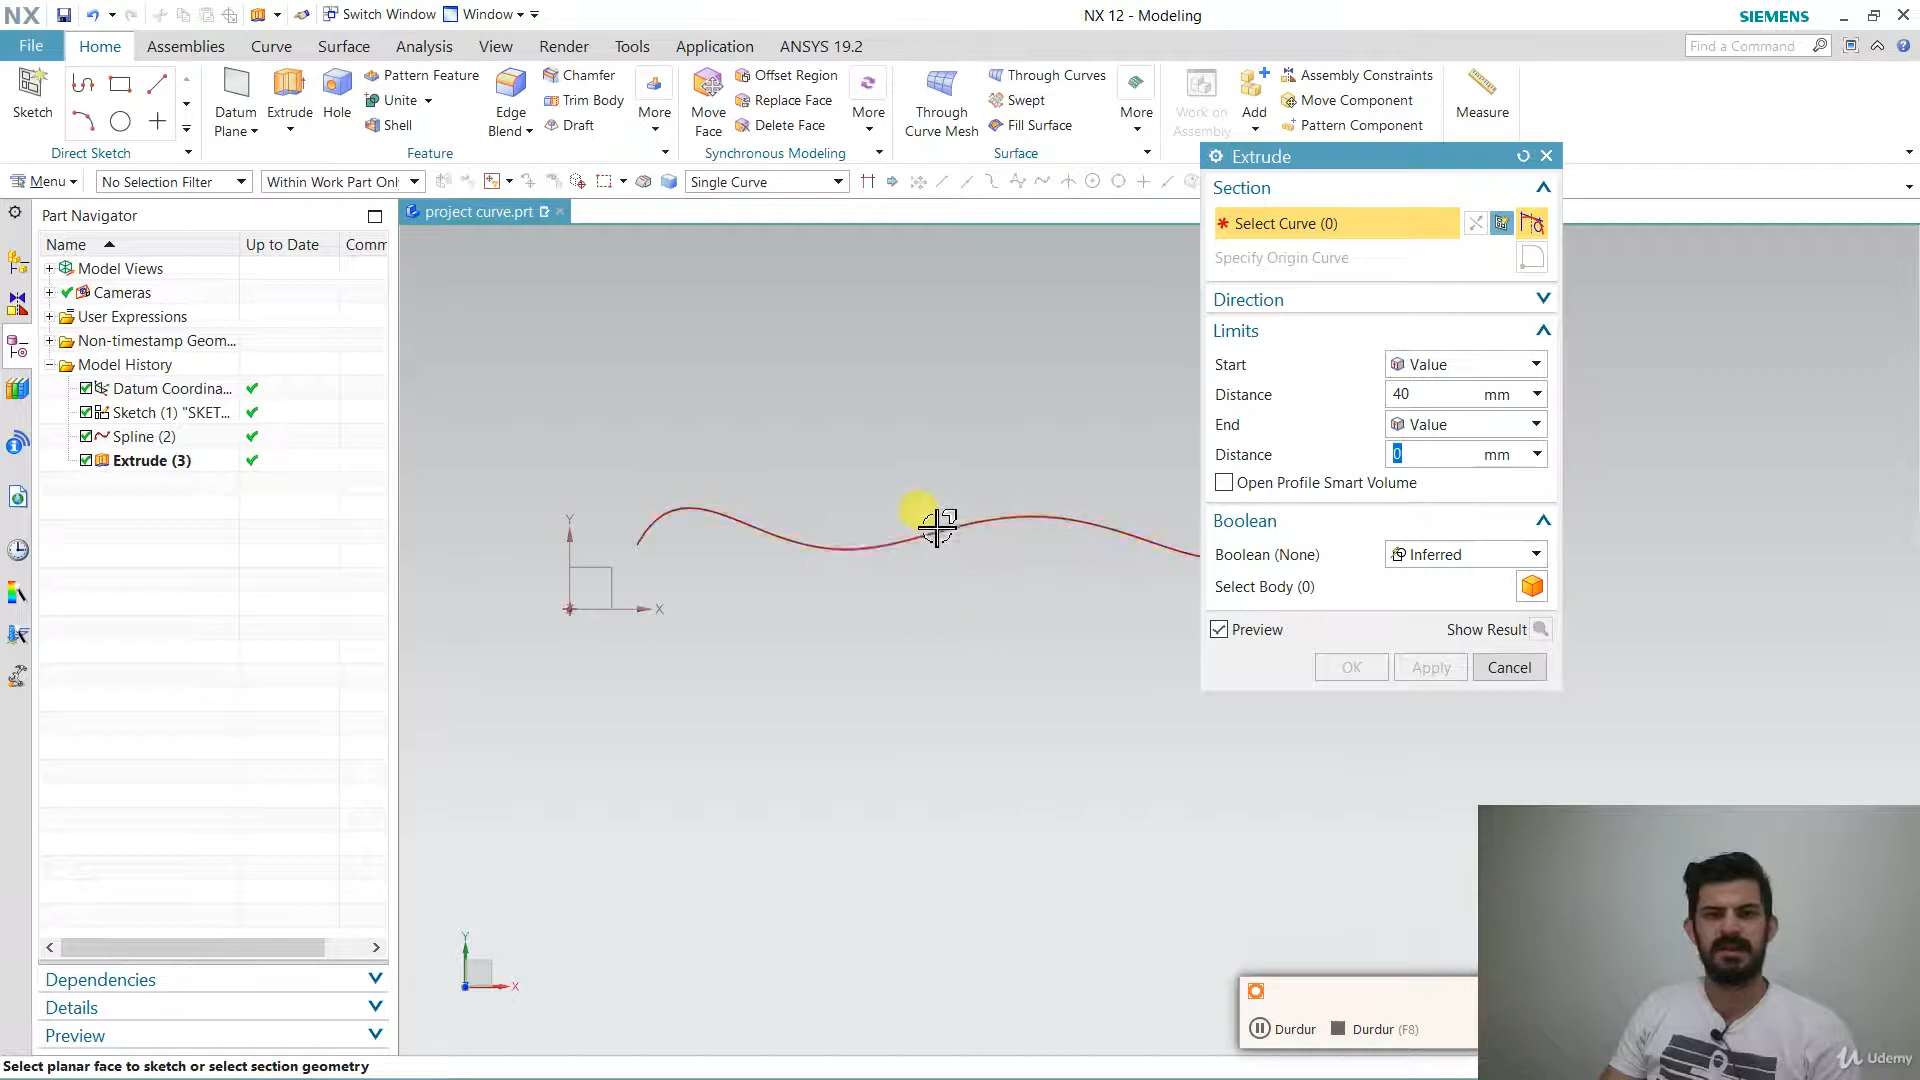 NX
Switch Window
Window
NX 12 - Modeling
SIEMENS
File
Home
Assemblies
Curve
Surface
Analysis
View
Render
Tools
Application
ANSYS 19.2
Find a Command
Sketch
Direct Sketch
Datum
Plane
Extrude
Hole
Pattern Feature
Unite
Shell
Edge
Blend
Chamfer
Trim Body
Draft
More
Feature
Move
Face
Offset Region
Replace Face
Delete Face
More
Synchronous Modeling
Through
Curve Mesh
Through Curves
Swept
Fill Surface
More
Surface
Work on
Assembly
Add
Assembly Constraints
Move Component
Pattern Component
Measure
Menu
No Selection Filter
Within Work Part Onl
Single Curve
Part Navigator
project curve.prt
Name
Up to Date
Comm
Model Views
Cameras
User Expressions
Non-timestamp Geom...
Model History
Datum Coordina...
Sketch (1) "SKET...
Spline (2)
Extrude (3)
Dependencies
Details
Preview
Y
X
Y
X
Extrude
Section
* Select Curve (0)
Specify Origin Curve
Direction
Limits
Start
Value
Distance
40 mm
End
Value
Distance
0 mm
Open Profile Smart Volume
Boolean
Boolean (None)
Inferred
Select Body (0)
Preview
Show Result
OK
Apply
Cancel
Durdur
Durdur (F8)
Udemy
Select planar face to sketch or select section geometry